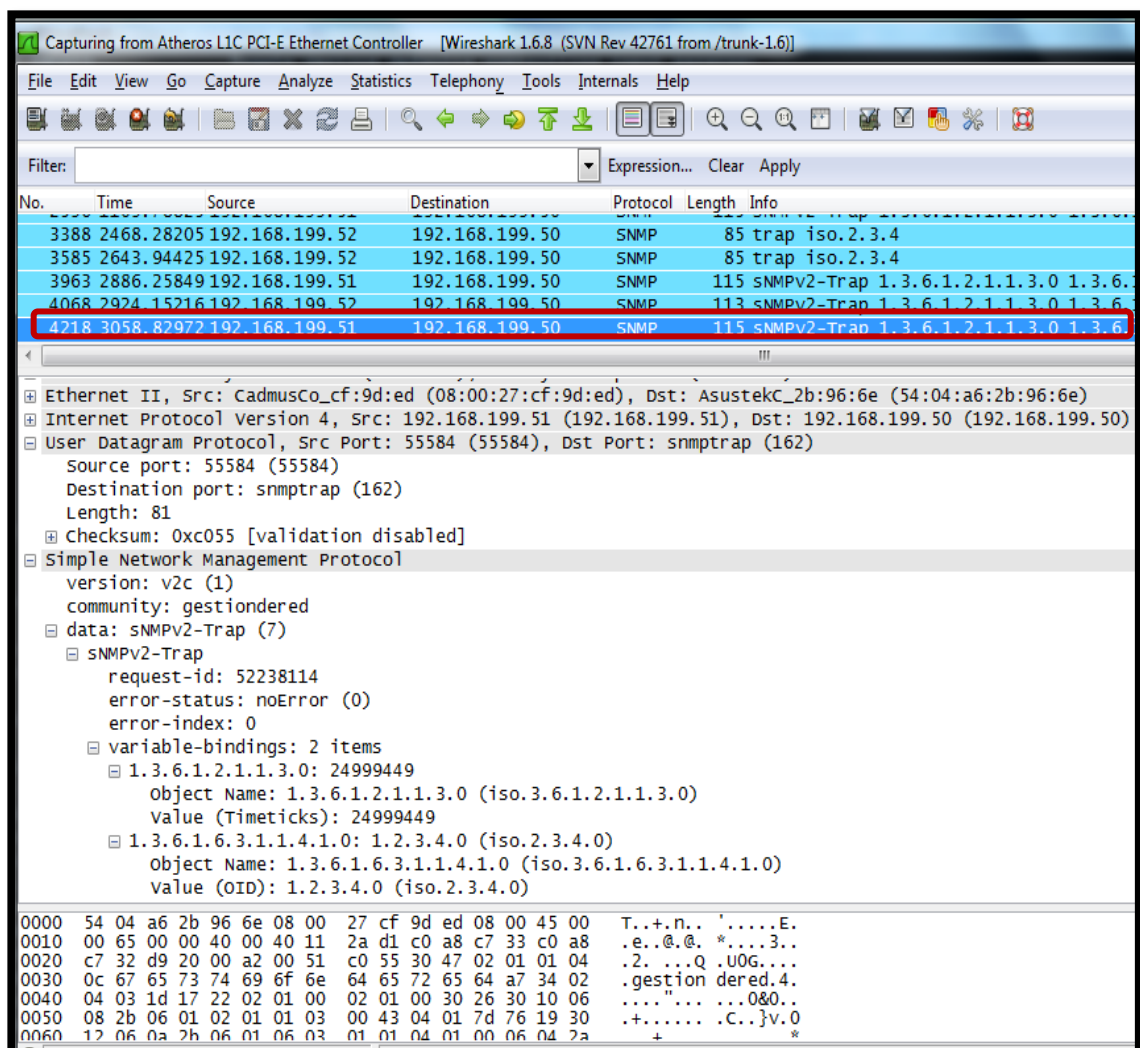 Capturing from Atheros L1C PCI-E Ethernet Controller [Wireshark 1.6.8 (SVN Rev 42761 from /trunk-1.6)]
File Edit View Go Capture Analyze Statistics Telephony Tools Internals Help
Filter: Expression... Clear Apply
No. Time Source Destination Protocol Length Info
3388 2468.28205 192.168.199.52 192.168.199.50 SNMP 85 trap iso.2.3.4
3585 2643.94425 192.168.199.52 192.168.199.50 SNMP 85 trap iso.2.3.4
3963 2886.25849 192.168.199.51 192.168.199.50 SNMP 115 sNMPv2-Trap 1.3.6.1.2.1.1.3.0 1.3.6.1
4068 2924.15216 192.168.199.52 192.168.199.50 SNMP 113 sNMPv2-Trap 1.3.6.1.2.1.1.3.0 1.3.6.1
4218 3058.82972 192.168.199.51 192.168.199.50 SNMP 115 sNMPv2-Trap 1.3.6.1.2.1.1.3.0 1.3.6.
Ethernet II, Src: CadmusCo_cf:9d:ed (08:00:27:cf:9d:ed), Dst: AsustekC_2b:96:6e (54:04:a6:2b:96:6e)
Internet Protocol Version 4, Src: 192.168.199.51 (192.168.199.51), Dst: 192.168.199.50 (192.168.199.50)
User Datagram Protocol, Src Port: 55584 (55584), Dst Port: snmptrap (162)
Source port: 55584 (55584)
Destination port: snmptrap (162)
Length: 81
Checksum: 0xc055 [validation disabled]
Simple Network Management Protocol
version: v2c (1)
community: gestiondered
data: sNMPv2-Trap (7)
sNMPv2-Trap
request-id: 52238114
error-status: noError (0)
error-index: 0
variable-bindings: 2 items
1.3.6.1.2.1.1.3.0: 24999449
Object Name: 1.3.6.1.2.1.1.3.0 (iso.3.6.1.2.1.1.3.0)
Value (Timeticks): 24999449
1.3.6.1.6.3.1.1.4.1.0: 1.2.3.4.0 (iso.2.3.4.0)
Object Name: 1.3.6.1.6.3.1.1.4.1.0 (iso.3.6.1.6.3.1.1.4.1.0)
Value (OID): 1.2.3.4.0 (iso.2.3.4.0)
0000 54 04 a6 2b 96 6e 08 00 27 cf 9d ed 08 00 45 00 T..+.n.. '.....E.
0010 00 65 00 00 40 00 40 11 2a d1 c0 a8 c7 33 c0 a8 .e..@.@. *....3..
0020 c7 32 d9 20 00 a2 00 51 c0 55 30 47 02 01 01 04 .2. ...Q .U0G....
0030 0c 67 65 73 74 69 6f 6e 64 65 72 65 64 a7 34 02 .gestion dered.4.
0040 04 03 1d 17 22 02 01 00 02 01 00 30 26 30 10 06 ...."... ...0&0..
0050 08 2b 06 01 02 01 01 03 00 43 04 01 7d 76 19 30 .+...... .C..}v.0
0060 12 06 0a 2b 06 01 06 03 01 01 04 01 00 06 04 2a